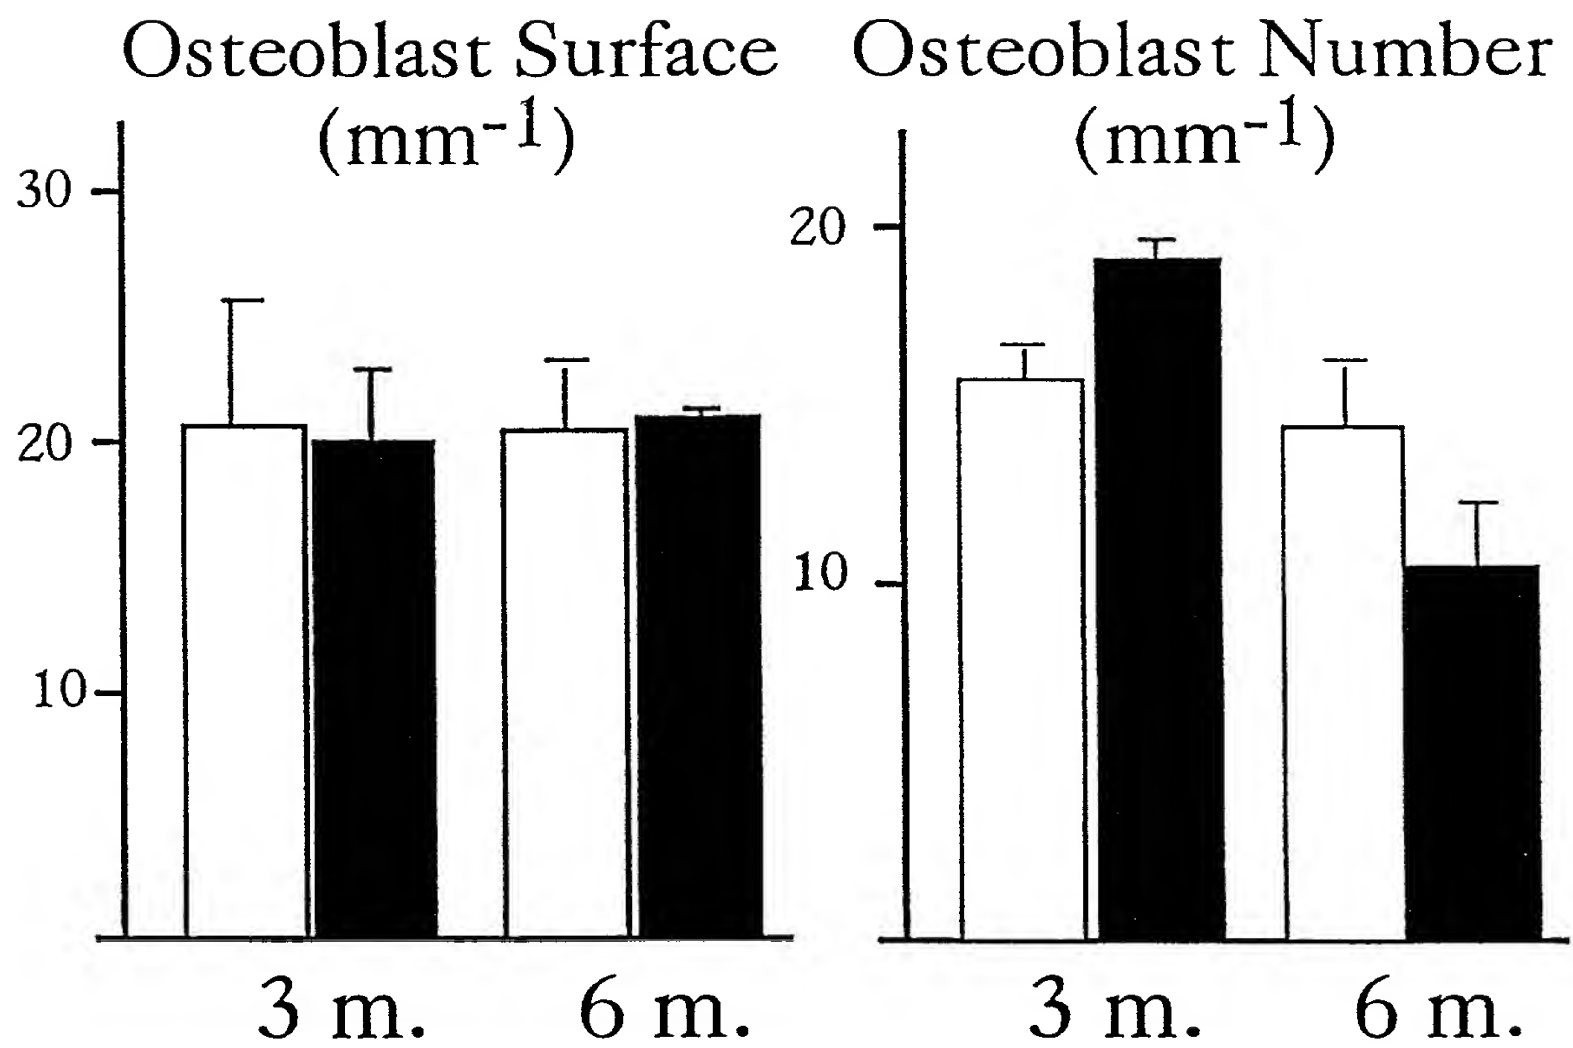 Osteoblast Surface
(mm-1)
30
20
10
3 m.
6 m.
Osteoblast Number
(mm-1)
20
10
3 m.
6 m.